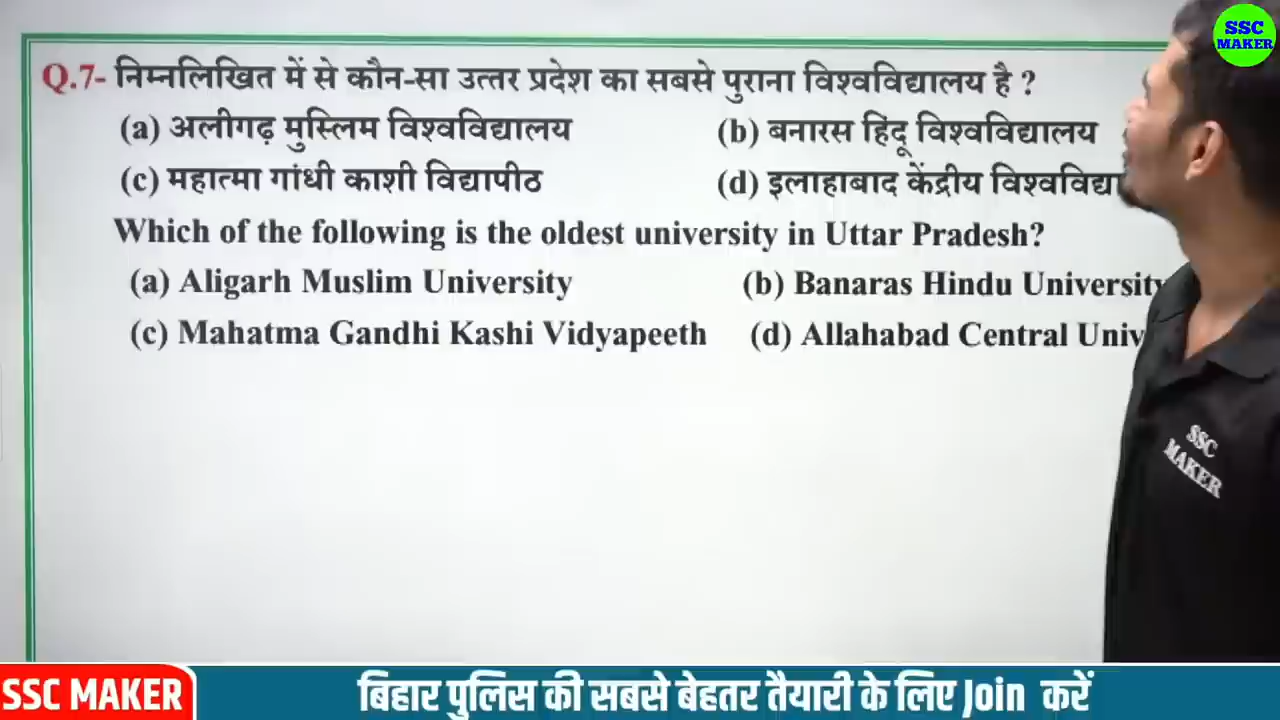 SSC
MAKER
Q.7- निम्नलिखित में से कौन-सा उत्तर प्रदेश का सबसे पुराना विश्वविद्यालय है ?
(a) अलीगढ़ मुस्लिम विश्वविद्यालय (b) बनारस हिंदू विश्वविद्यालय
(c) महात्मा गांधी काशी विद्यापीठ (d) इलाहाबाद केंद्रीय
Which of the following is the oldest university in Uttar Pradesh?
(a) Aligarh Muslim University (b) Banaras Hindu University
(c) Mahatma Gandhi Kashi Vidyapeeth (d) Allahabad Central
SSC
MAKER
SSC MAKER बिहार पुलिस की सबसे बेहतर तैयारी के लिए Join करें